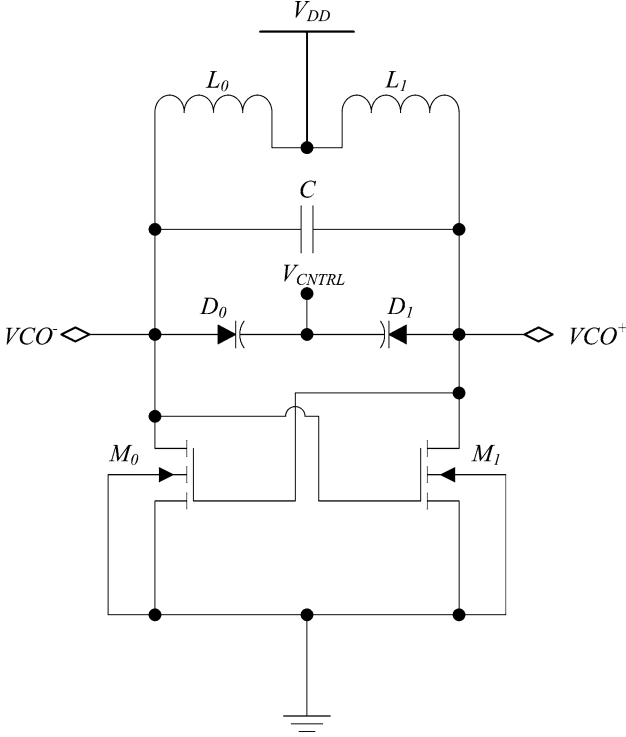 V_DD
L_0
L_1
C
V_CNTRL
D_0
D_1
VCO^-
VCO^+
M_0
M_1